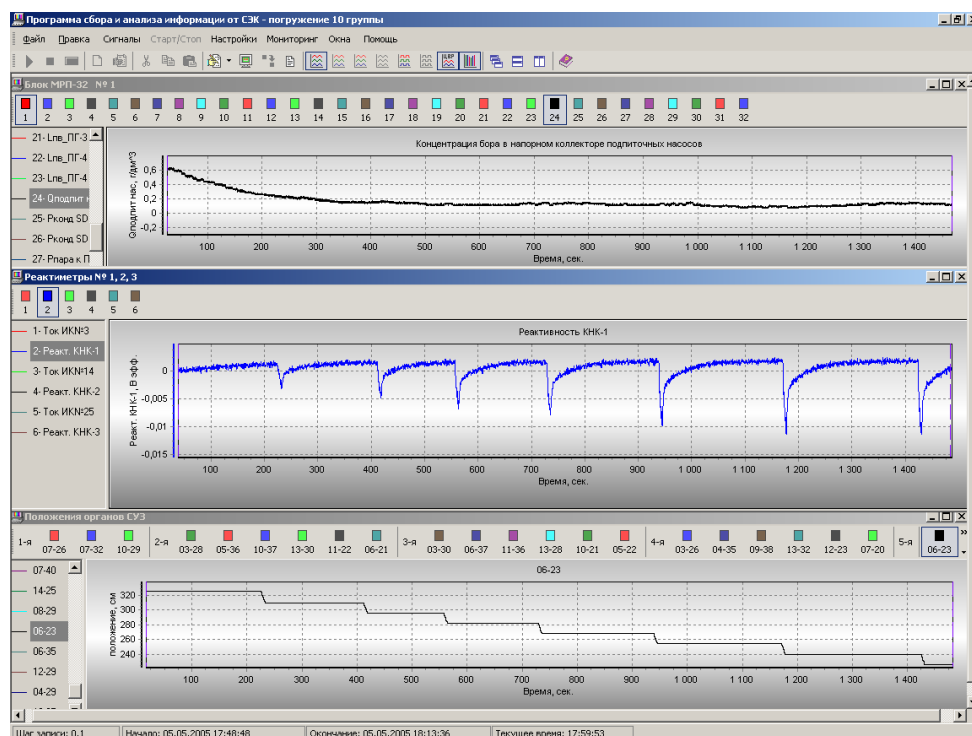 Программа сбора и анализа информации от СЭК - погружение 10 группы
Файл Правка Сигналы Старт/Стоп Настройки Мониторинг Окна Помощь
Блок МРП-32 № 1
1 2 3 4 5 6 7 8 9 10 11 12 13 14 15 16 17 18 19 20 21 22 23 24 25 26 27 28 29 30 31 32
21- Lпв_ПГ-3
22- Lпв_ПГ-4
23- Lпв_ПГ-4
24- Qподпит н
25- Рконд SD
26- Рконд SD
27- Рпара к П
Концентрация бора в напорном коллекторе подпиточных насосов
Qподпит нас, г/дм^3
0,6
0,4
0,2
0
-0,2
100 200 300 400 500 600 700 800 900 1 000 1 100 1 200 1 300 1 400
Время, сек.
Реактиметры № 1, 2, 3
1 2 3 4 5 6
1- Ток ИК№3
2- Реакт. КНК-1
3- Ток ИК№14
4- Реакт. КНК-2
5- Ток ИК№25
6- Реакт. КНК-3
Реактивность КНК-1
Реакт. КНК-1, В эфф.
0
-0,005
-0,01
-0,015
100 200 300 400 500 600 700 800 900 1 000 1 100 1 200 1 300 1 400
Время, сек.
Положения органов СУЗ
1-я 07-26 07-32 10-29 2-я 03-28 05-36 10-37 13-30 11-22 06-21 3-я 03-30 06-37 11-36 13-28 10-21 05-22 4-я 03-26 04-35 09-38 13-32 12-23 07-20 5-я 06-23
07-40
14-25
08-29
06-23
06-35
12-29
04-29
06-23
положение, см
320
300
280
260
240
100 200 300 400 500 600 700 800 900 1 000 1 100 1 200 1 300 1 400
Время, сек.
Шаг записи: 0,1 Начало: 05.05.2005 17:48:48 Окончание: 05.05.2005 18:13:36 Текущее время: 17:59:53